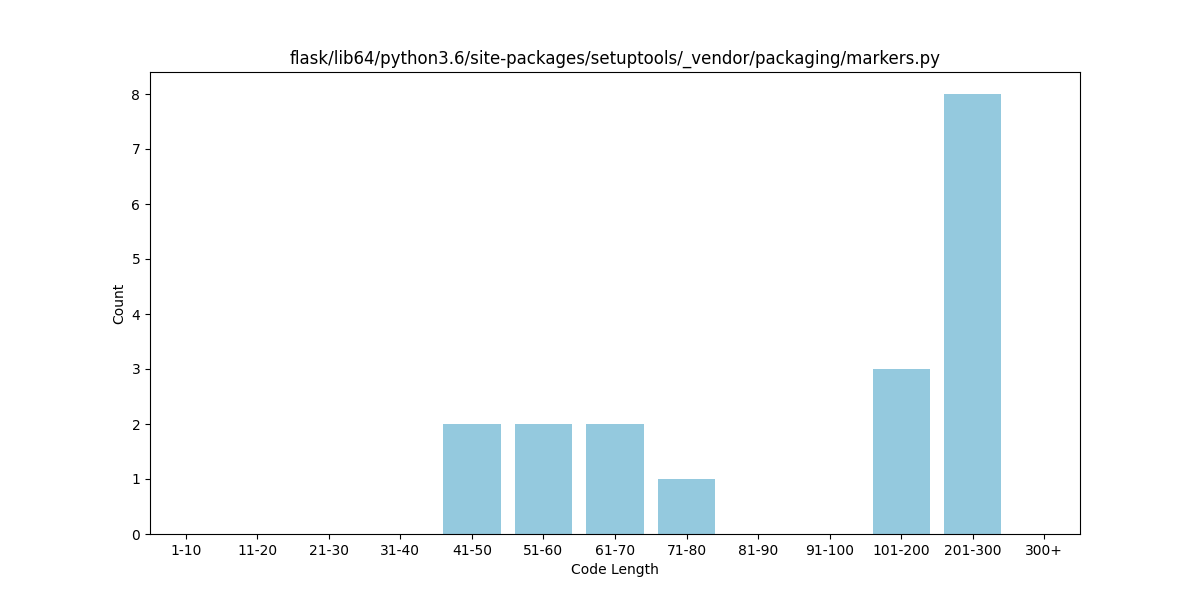 flask/lib64/python3.6/site-packages/setuptools/_vendor/packaging/markers.py
8
7
6
5
4
3
2
1
0
Count
1-10 11-20 21-30 31-40 41-50 51-60 61-70 71-80 81-90 91-100 101-200 201-300 300+
Code Length